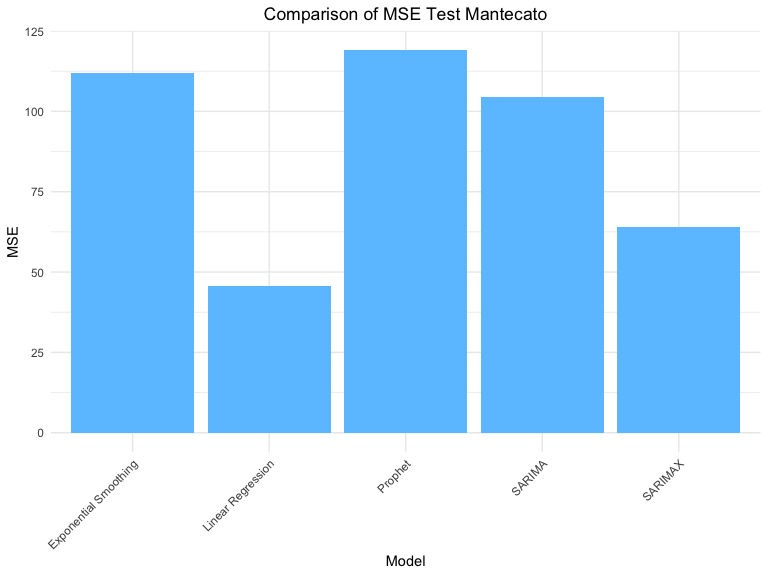 Comparison of MSE Test Mantecato
125
100
75
50
25
0
MSE
Exponential Smoothing
Linear Regression
Prophet
SARIMA
SARIMAX
Model